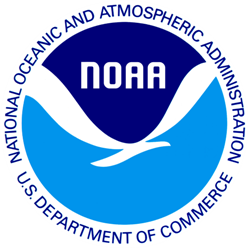 NATIONAL OCEANIC AND ATMOSPHERIC ADMINISTRATION
NOAA
U.S. DEPARTMENT OF COMMERCE